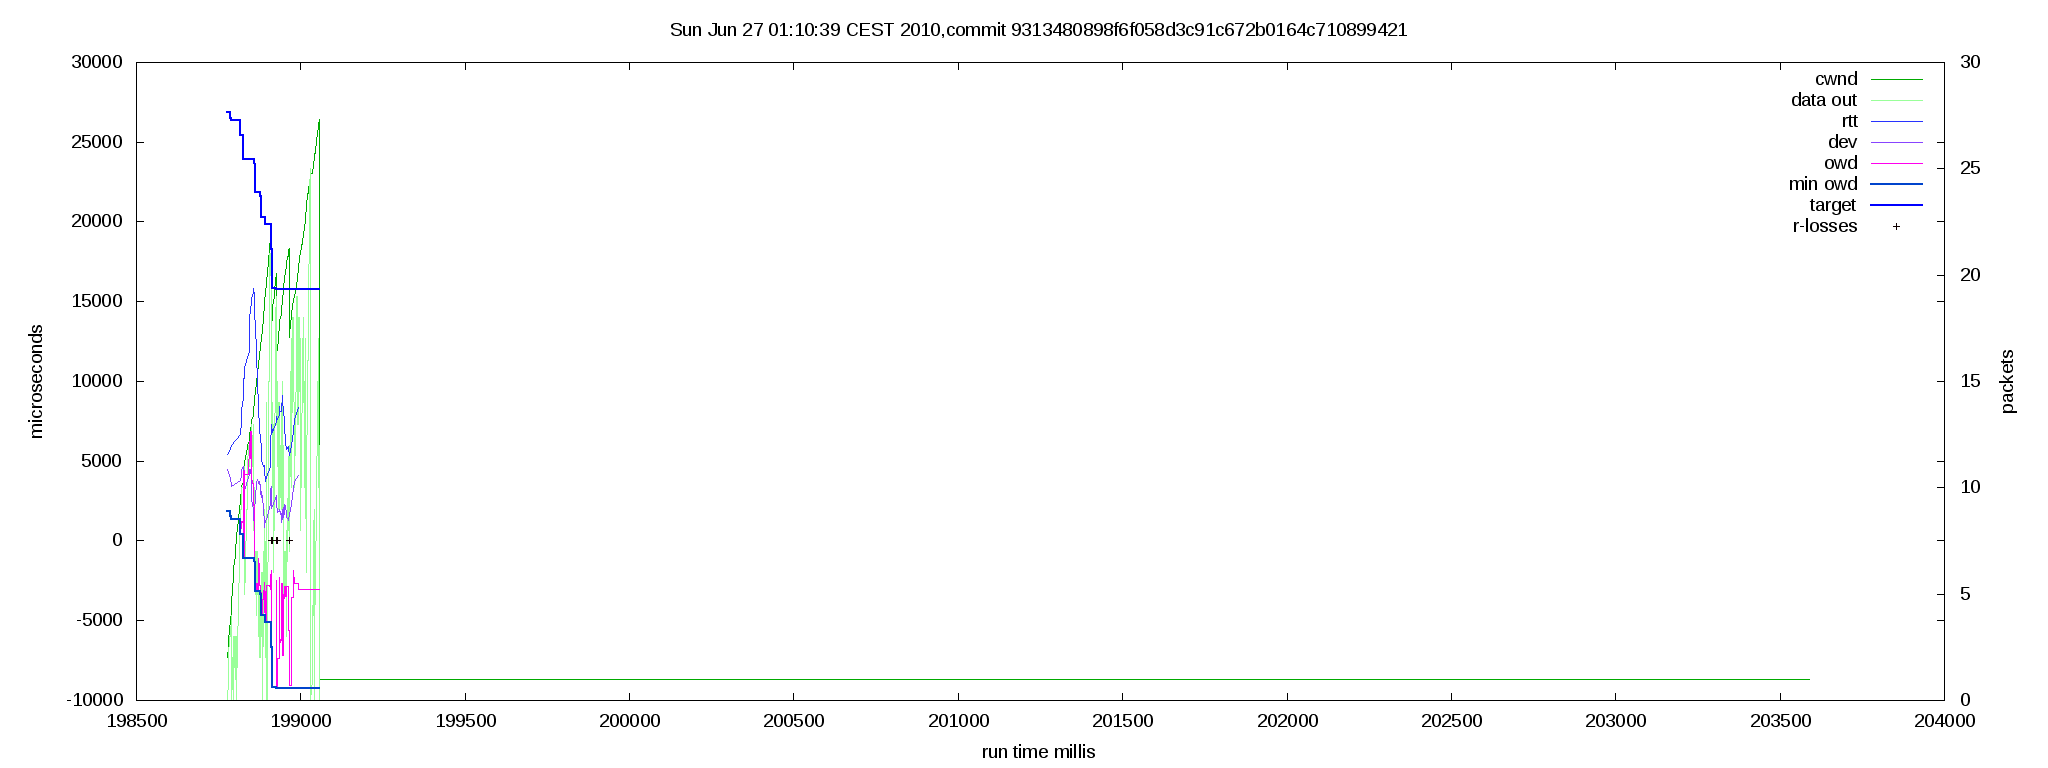 Sun Jun 27 01:10:39 CEST 2010,commit 9313480898f6f058d3c91c672b0164c710899421
30000
25000
20000
15000
10000
5000
0
-5000
-10000
microseconds
30
25
20
15
10
5
0
packets
cwnd
data out
rtt
dev
owd
min owd
target
r-losses
198500 199000 199500 200000 200500 201000 201500 202000 202500 203000 203500 204000
run time millis